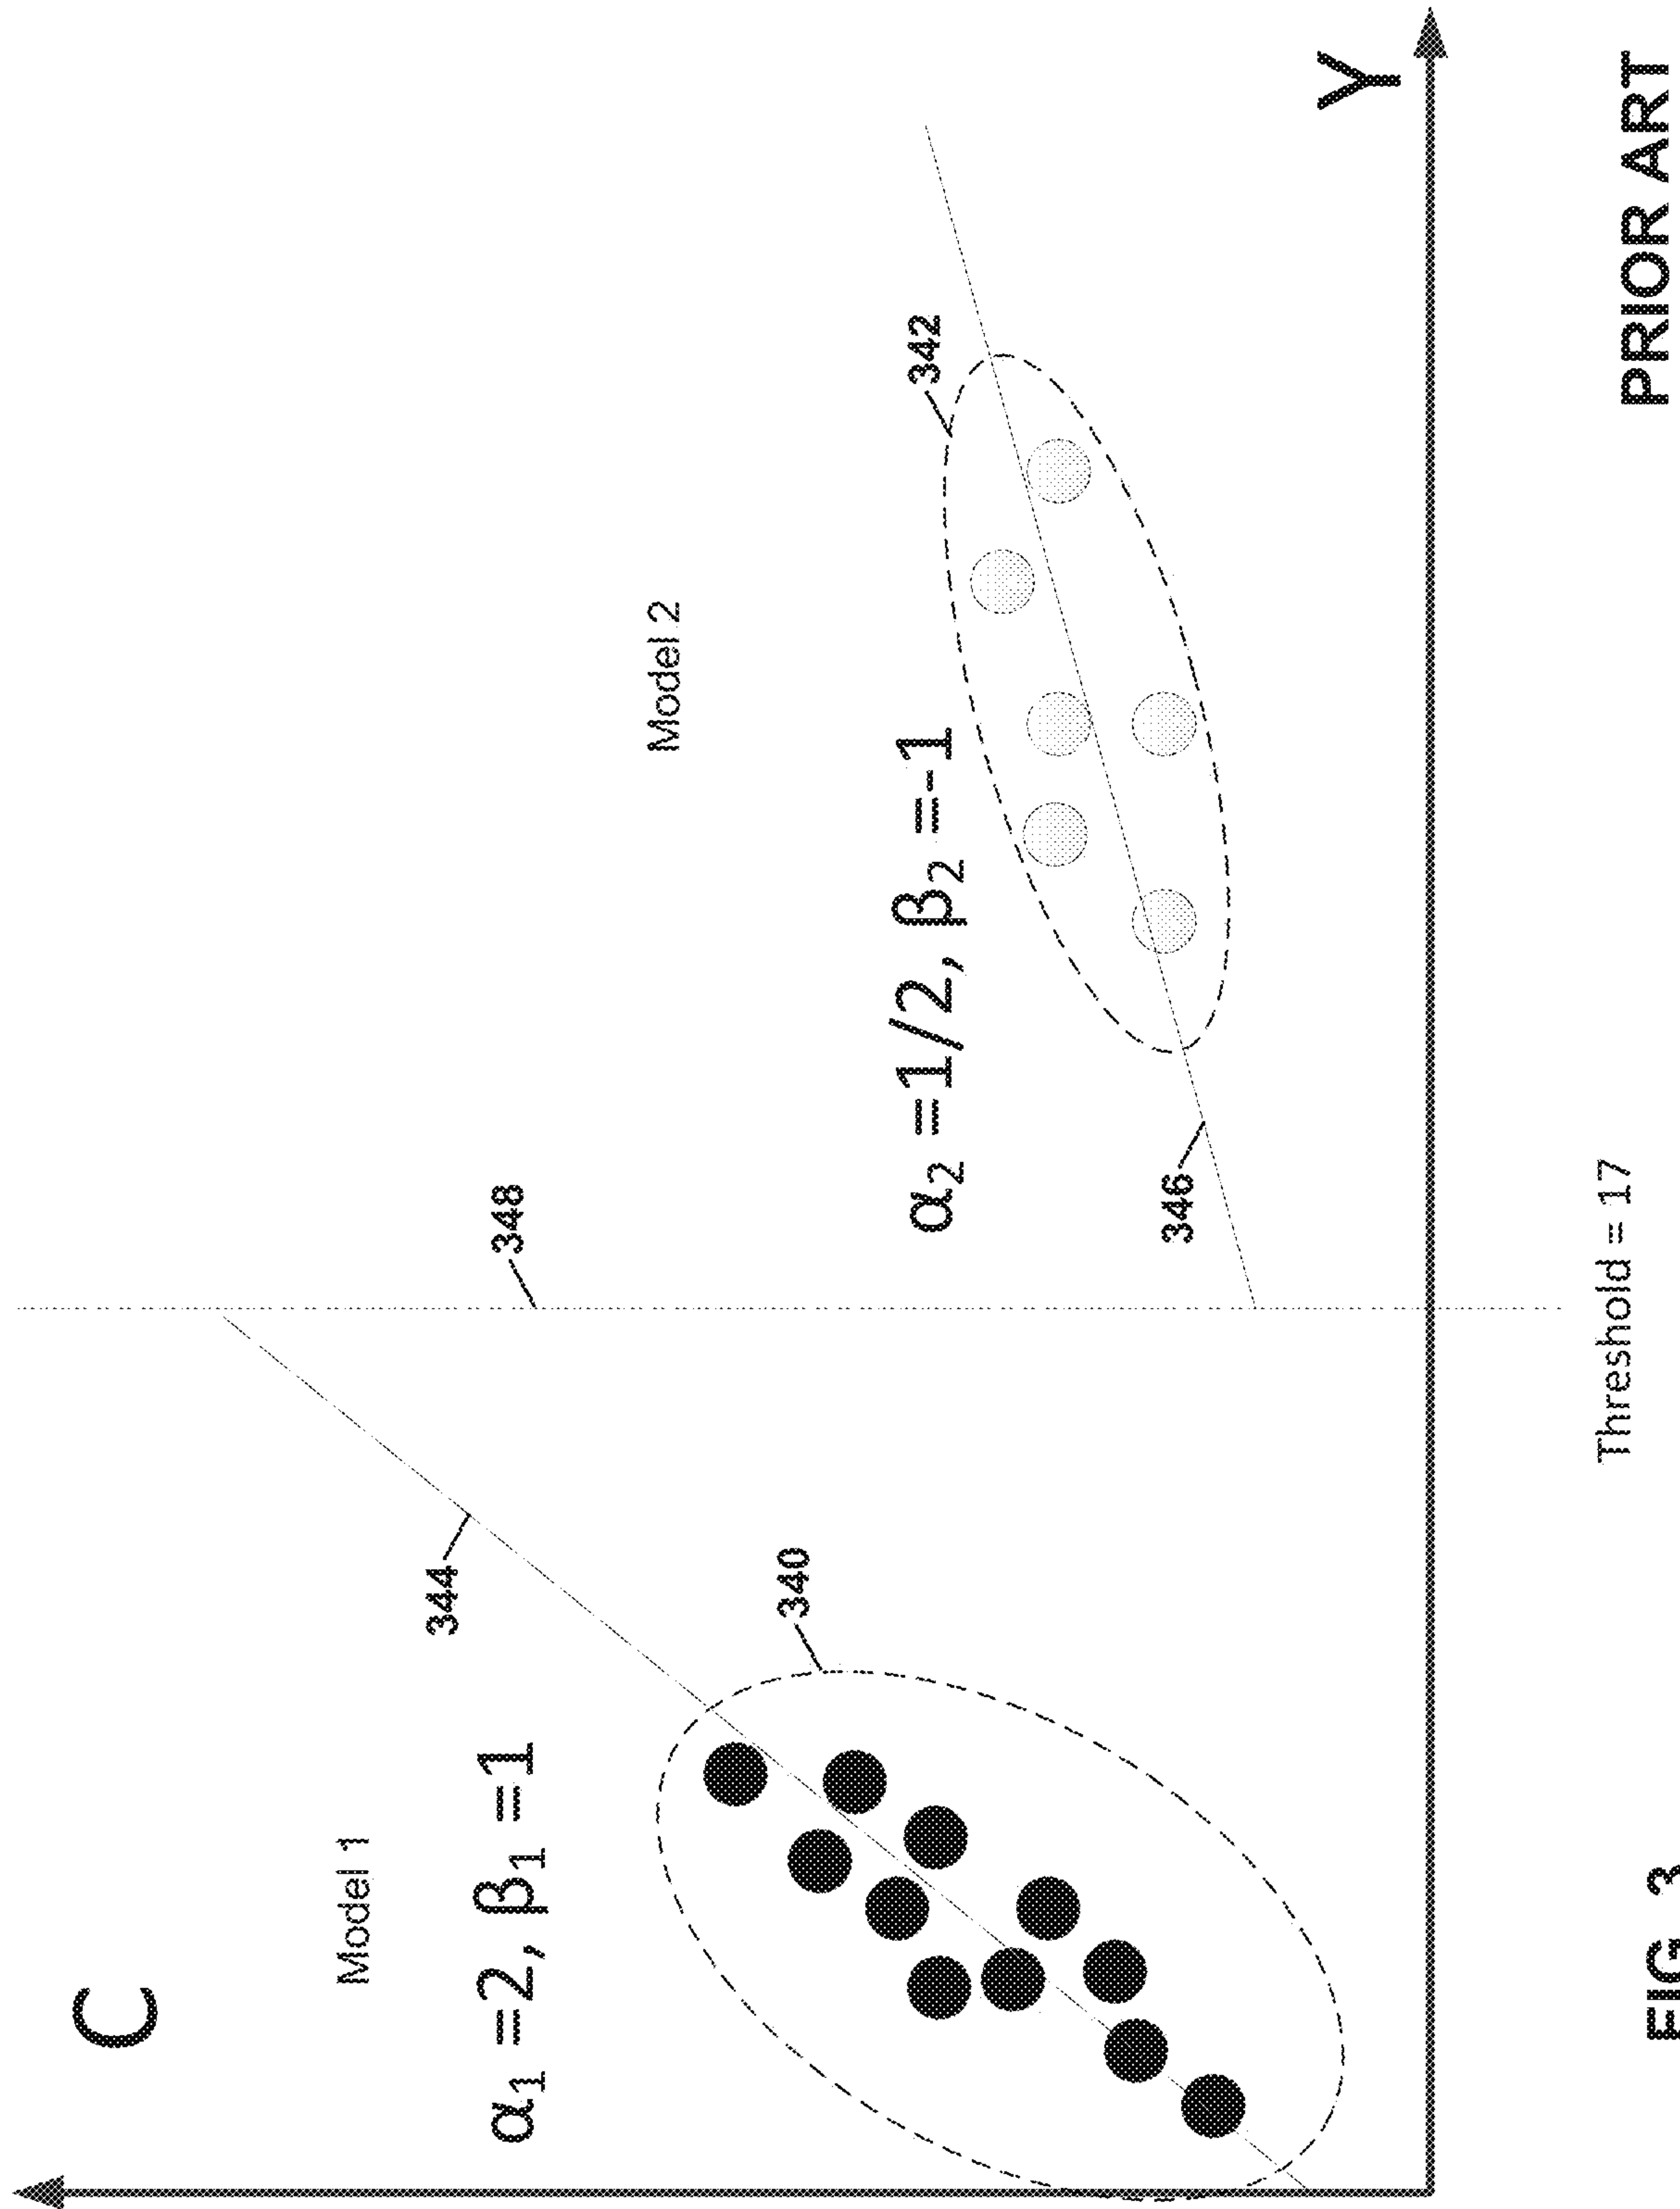 C
Model 1
α₁ =2, β₁ =1
344
340
348
Model 2
α₂ =1/2, β₂ =-1
342
346
Y
Threshold = 17
FIG. 3
PRIOR ART